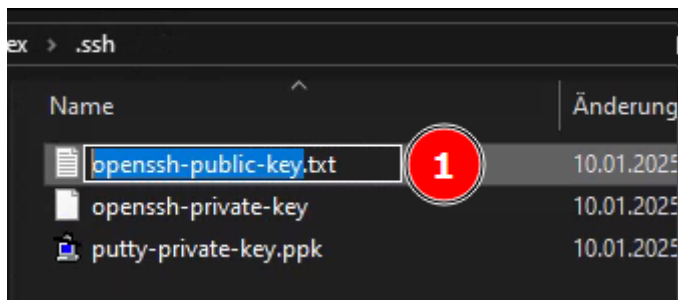 ex > .ssh
Name Änderung
openssh-public-key.txt 1 10.01.2025
openssh-private-key 10.01.2025
putty-private-key.ppk 10.01.2025